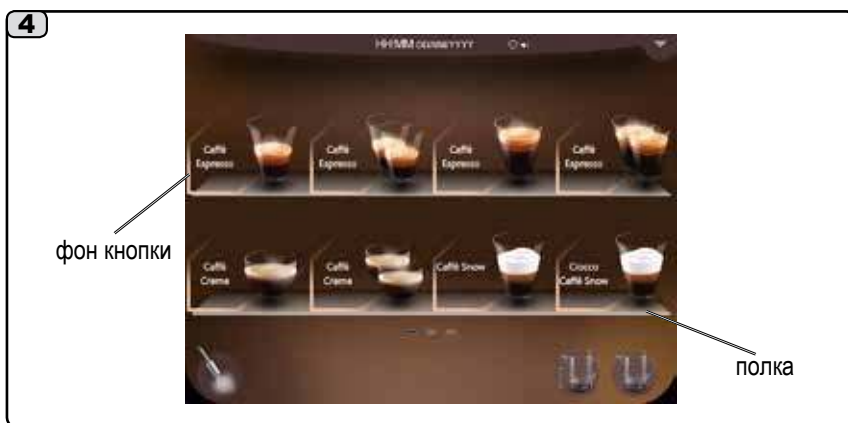 4
HH:MM DD/MM/YYYY
Caffè
Espresso
Caffè
Espresso
Caffè
Espresso
Caffè
Espresso
фон кнопки
Caffè
Crema
Caffè
Crema
Caffè Snow
Ciocco
Caffè Snow
полка